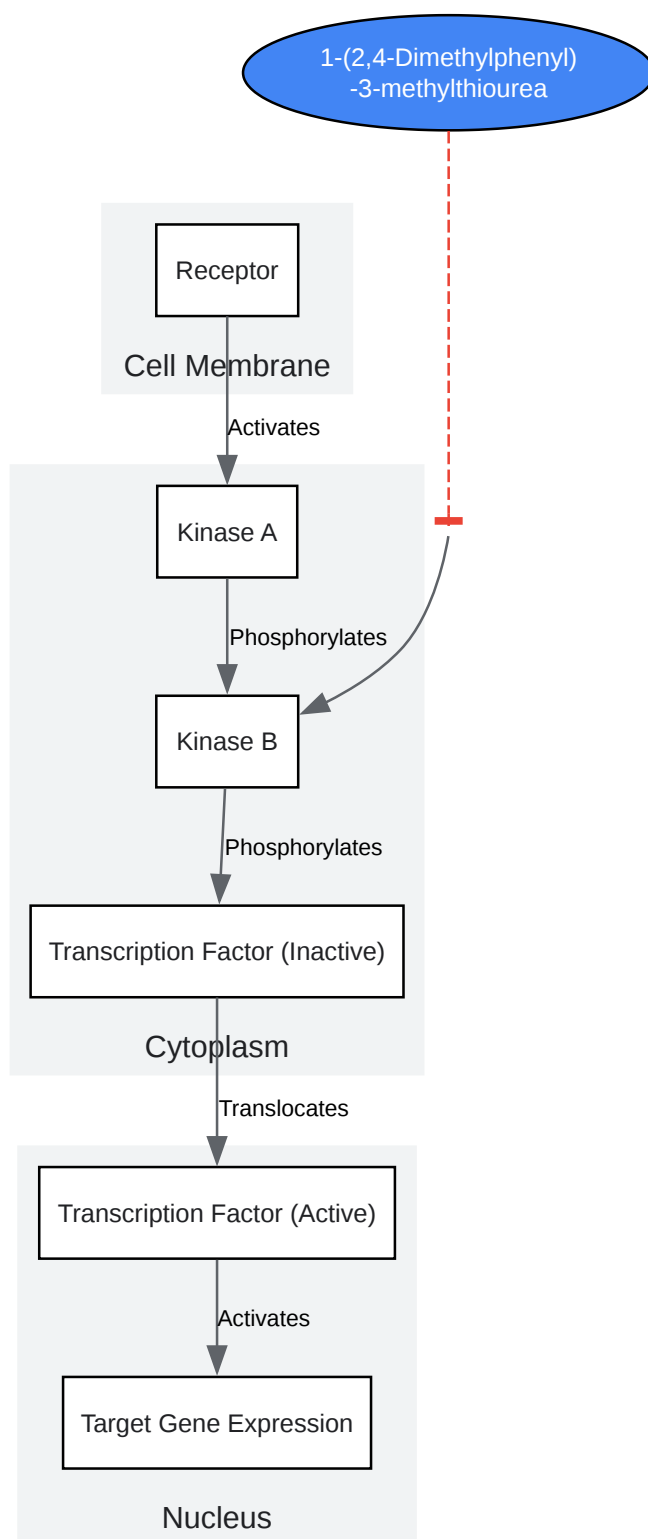 1-(2,4-Dimethylphenyl)
-3-methylthiourea
Receptor
Cell Membrane
Activates
Kinase A
Phosphorylates
Kinase B
Phosphorylates
Transcription Factor (Inactive)
Cytoplasm
Translocates
Transcription Factor (Active)
Activates
Target Gene Expression
Nucleus